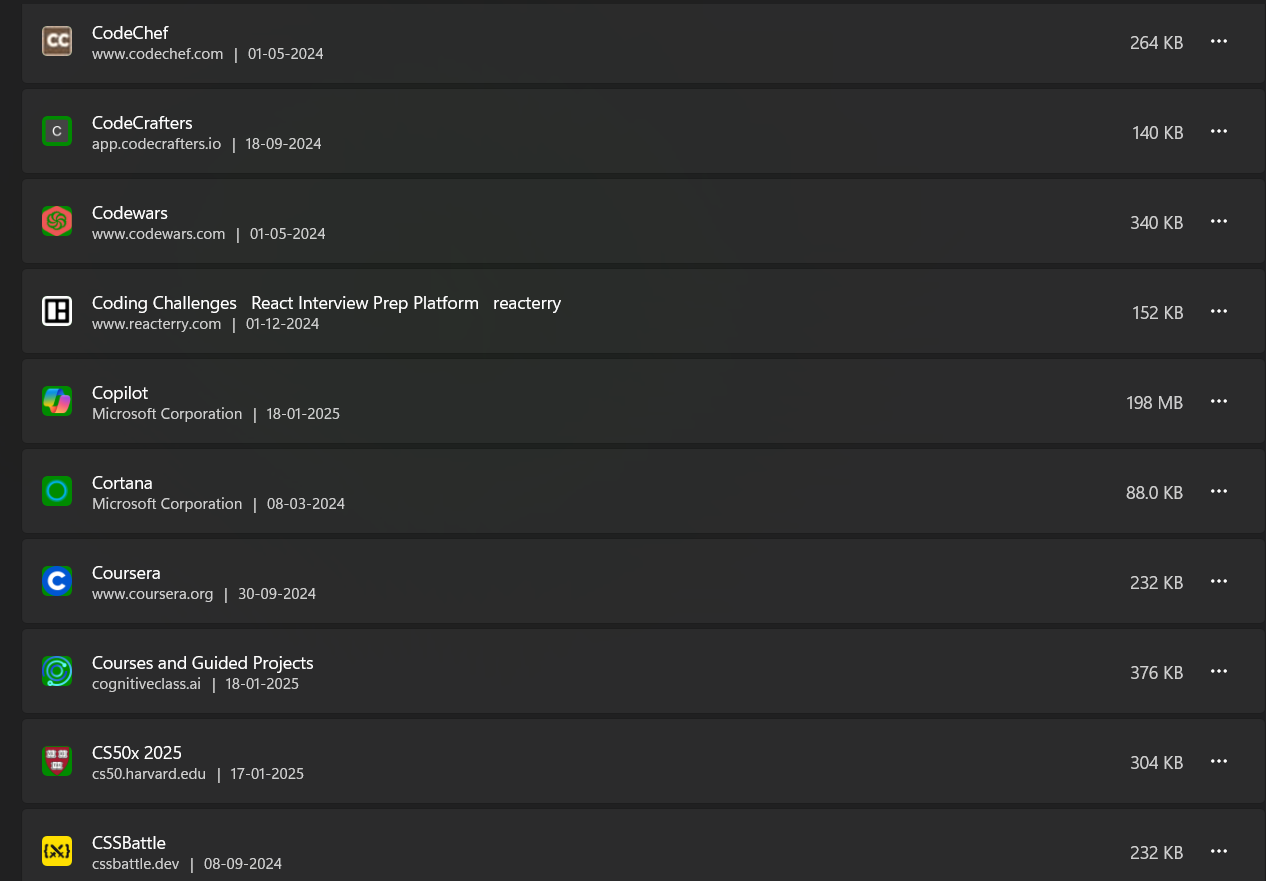 CC
CodeChef
www.codechef.com | 01-05-2024
264 KB
C
CodeCrafters
app.codecrafters.io | 18-09-2024
140 KB
Codewars
www.codewars.com | 01-05-2024
340 KB
Coding Challenges   React Interview Prep Platform   reacterry
www.reacterry.com | 01-12-2024
152 KB
Copilot
Microsoft Corporation | 18-01-2025
198 MB
Cortana
Microsoft Corporation | 08-03-2024
88.0 KB
C
Coursera
www.coursera.org | 30-09-2024
232 KB
Courses and Guided Projects
cognitiveclass.ai | 18-01-2025
376 KB
CS50x 2025
cs50.harvard.edu | 17-01-2025
304 KB
CSSBattle
cssbattle.dev | 08-09-2024
232 KB